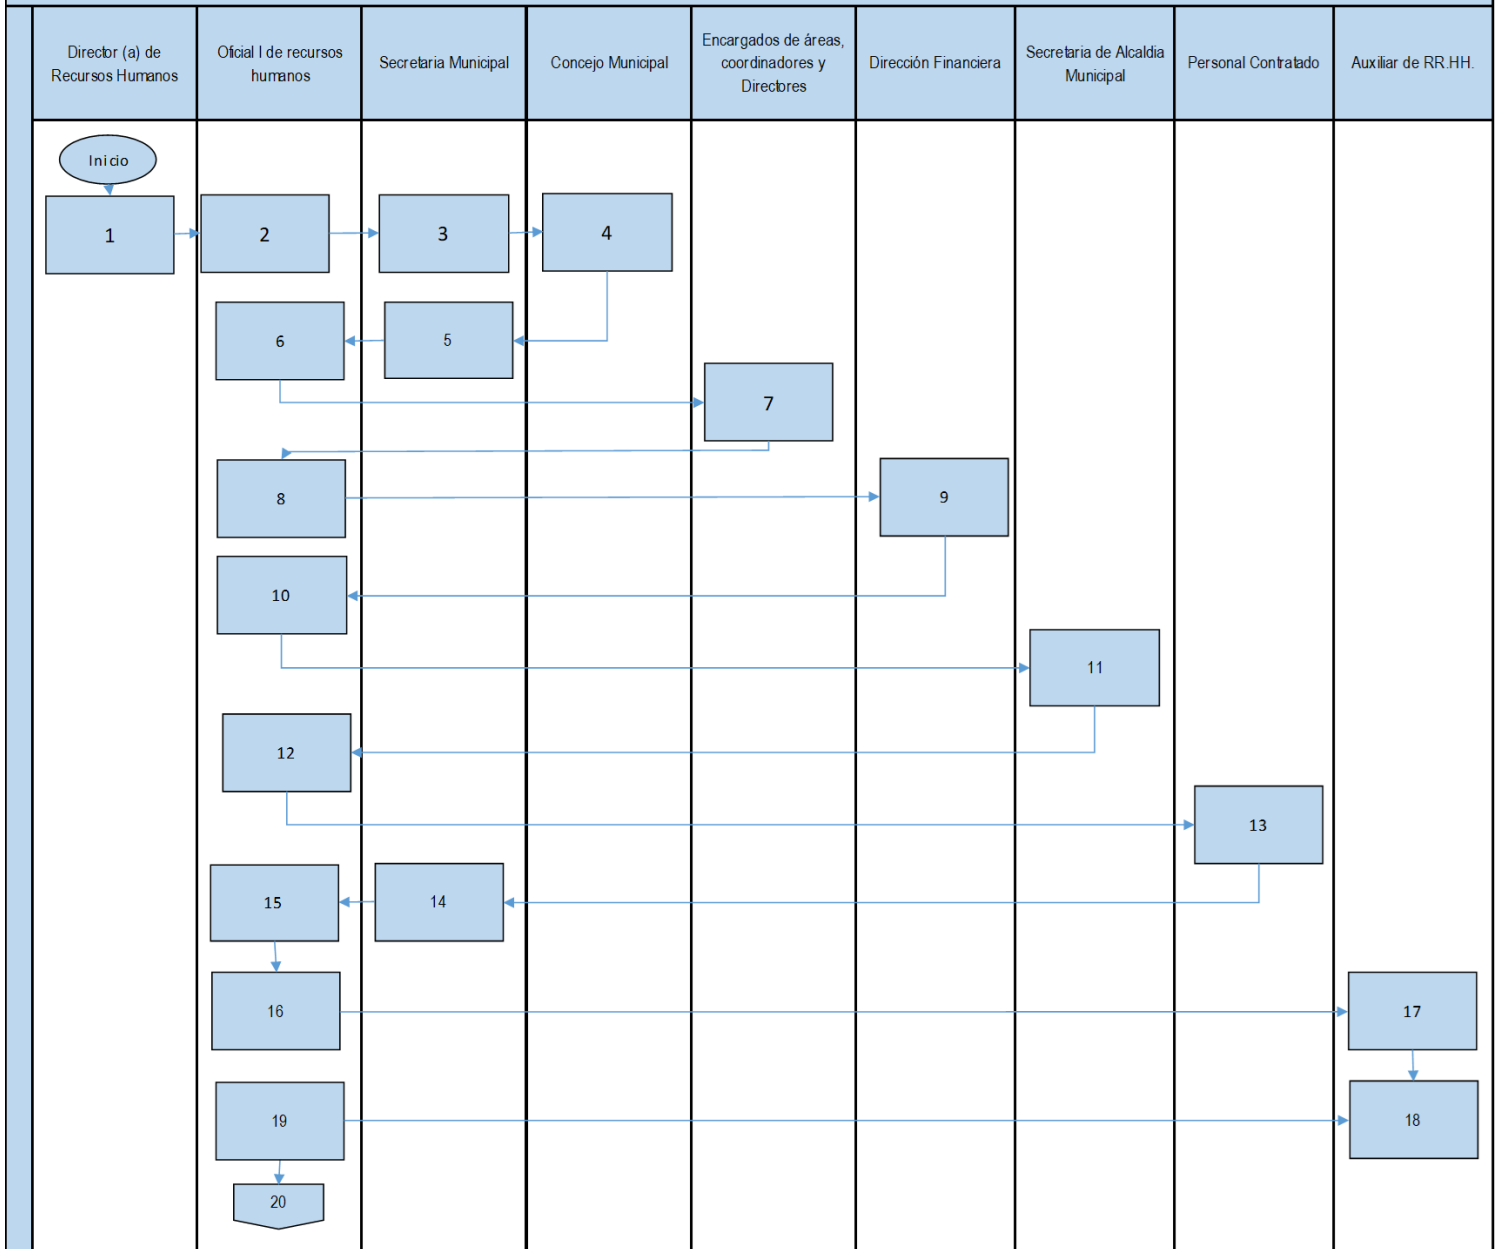 Director (a) de
Recursos Humanos
Oficial I de recursos
humanos
Secretaria Municipal
Concejo Municipal
Encargados de áreas,
coordinadores y
Directores
Dirección Financiera
Secretaria de Alcaldia
Municipal
Personal Contratado
Auxiliar de RR.HH.
Inicio
1
2
3
4
6
5
7
8
9
10
11
12
13
15
14
16
17
19
18
20